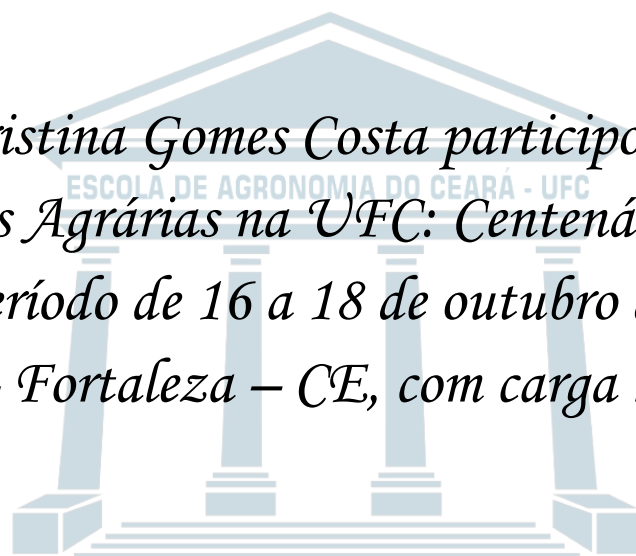 ristina Gomes Costa participo
ESCOLA DE AGRONOMIA DO CEARÁ - UFC
s Agrárias na UFC: Centená
eríodo de 16 a 18 de outubro
Fortaleza – CE, com carga